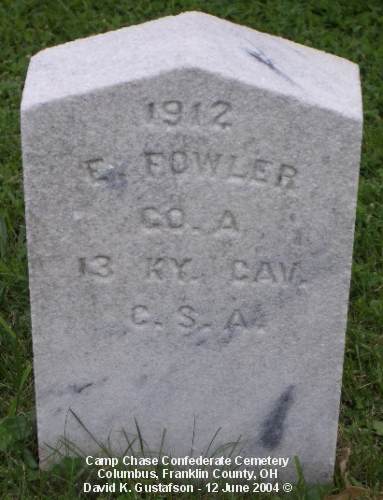 1912
E. FOWLER
CO. A
13 KY. CAV.
C. S. A.
Camp Chase Confederate Cemetery
Columbus, Franklin County, OH
David K. Gustafson - 12 June 2004 ©